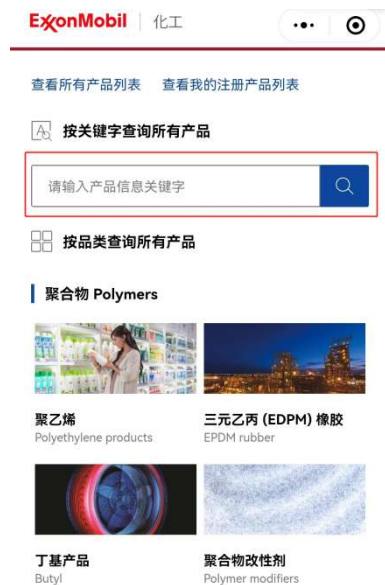 ExxonMobil 化工
查看所有产品列表 查看我的注册产品列表
按关键字查询所有产品
请输入产品信息关键字
按品类查询所有产品
聚合物 Polymers
聚乙烯 三元乙丙 (EDPM) 橡胶
Polyethylene products EPDM rubber
丁基产品 聚合物改性剂
Butyl Polymer modifiers